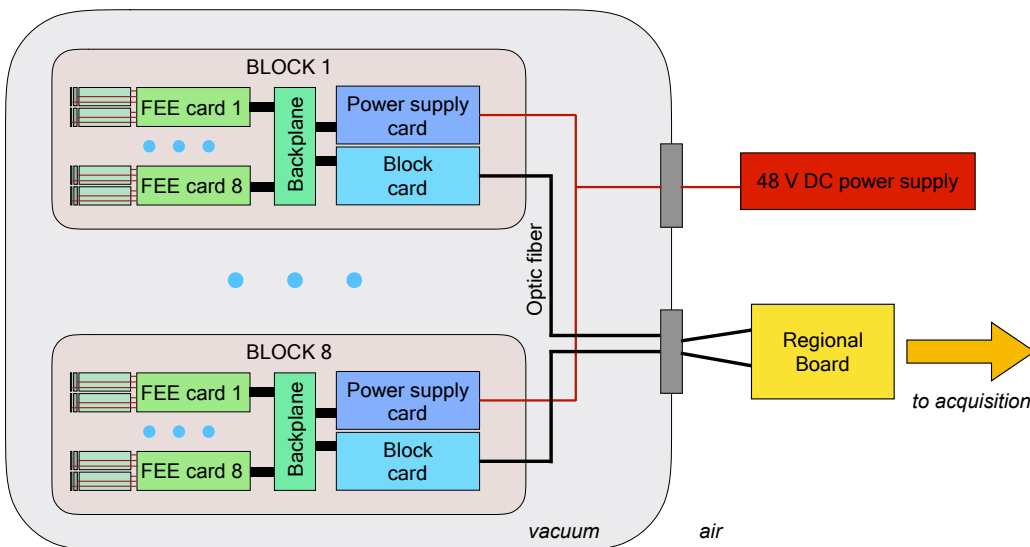 BLOCK 1
FEE card 1
FEE card 8
Backplane
Power supply
card
Block
card
Optic fiber
48 V DC power supply
BLOCK 8
FEE card 1
FEE card 8
Backplane
Power supply
card
Block
card
Regional
Board
to acquisition
vacuum
air